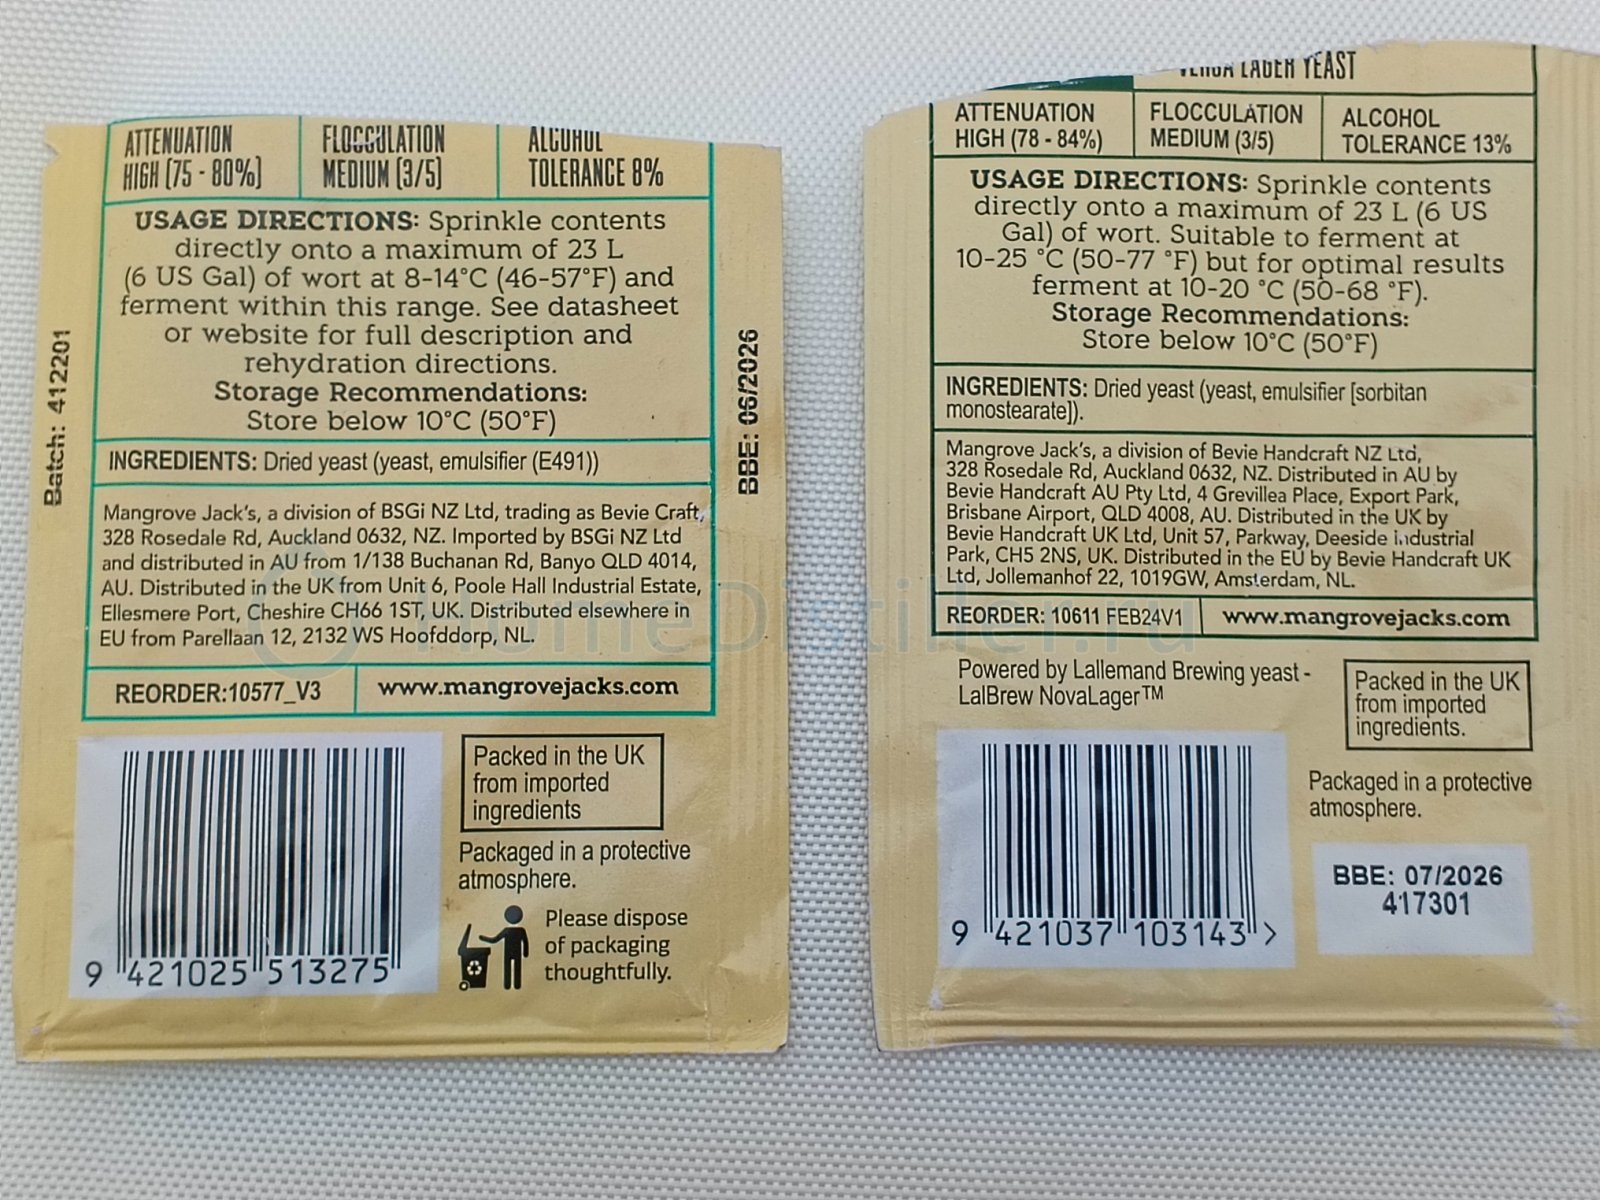 ATTENUATION
HIGH (75 - 80%)
FLOCCULATION
MEDIUM (3/5)
ALCOHOL
TOLERANCE 8%
USAGE DIRECTIONS: Sprinkle contents
directly onto a maximum of 23 L
(6 US Gal) of wort at 8-14°C (46-57°F) and
ferment within this range. See datasheet
or website for full description and
rehydration directions.
Storage Recommendations:
Store below 10°C (50°F)
INGREDIENTS: Dried yeast (yeast, emulsifier (E491))
Mangrove Jack's, a division of BSGi NZ Ltd, trading as Bevie Craft,
328 Rosedale Rd, Auckland 0632, NZ. Imported by BSGi NZ Ltd
and distributed in AU from 1/138 Buchanan Rd, Banyo QLD 4014,
AU. Distributed in the UK from Unit 6, Poole Hall Industrial Estate,
Ellesmere Port, Cheshire CH66 1ST, UK. Distributed elsewhere in
EU from Parellaan 12, 2132 WS Hoofddorp, NL.
REORDER:10577_V3
www.mangrovejacks.com
Batch: 412201
BBE: 06/2026
Packed in the UK
from imported
ingredients
Packaged in a protective
atmosphere.
Please dispose
of packaging
thoughtfully.
9 421025 513275
LAGER YEAST
ATTENUATION
HIGH (78 - 84%)
FLOCCULATION
MEDIUM (3/5)
ALCOHOL
TOLERANCE 13%
USAGE DIRECTIONS: Sprinkle contents
directly onto a maximum of 23 L (6 US
Gal) of wort. Suitable to ferment at
10-25 °C (50-77 °F) but for optimal results
ferment at 10-20 °C (50-68 °F).
Storage Recommendations:
Store below 10°C (50°F)
INGREDIENTS: Dried yeast (yeast, emulsifier [sorbitan
monostearate]).
Mangrove Jack's, a division of Bevie Handcraft NZ Ltd,
328 Rosedale Rd, Auckland 0632, NZ. Distributed in AU by
Bevie Handcraft AU Pty Ltd, 4 Grevillea Place, Export Park,
Brisbane Airport, QLD 4008, AU. Distributed in the UK by
Bevie Handcraft UK Ltd, Unit 57, Parkway, Deeside Industrial
Park, CH5 2NS, UK. Distributed in the EU by Bevie Handcraft UK
Ltd, Jollemanhof 22, 1019GW, Amsterdam, NL.
REORDER: 10611 FEB24V1
www.mangrovejacks.com
Powered by Lallemand Brewing yeast -
LalBrew NovaLager™
Packed in the UK
from imported
ingredients.
Packaged in a protective
atmosphere.
BBE: 07/2026
417301
9 421037 103143 >
HomeDistiller.ru